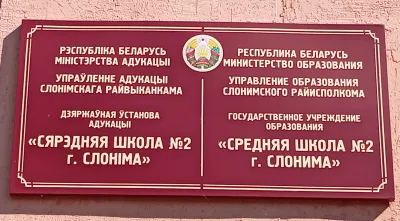 РЭСПУБЛІКА БЕЛАРУСЬ
МІНІСТЭРСТВА АДУКАЦЫІ
УПРАЎЛЕННЕ АДУКАЦЫІ
СЛОНІМСКАГА РАЙВЫКАНКАМА
ДЗЯРЖАЎНАЯ ЎСТАНОВА
АДУКАЦЫІ
«СЯРЭДНЯЯ ШКОЛА №2
г. СЛОНІМА»
РЕСПУБЛИКА БЕЛАРУСЬ
МИНИСТЕРСТВО ОБРАЗОВАНИЯ
УПРАВЛЕНИЕ ОБРАЗОВАНИЯ
СЛОНИМСКОГО РАЙИСПОЛКОМА
ГОСУДАРСТВЕННОЕ УЧРЕЖДЕНИЕ
ОБРАЗОВАНИЯ
«СРЕДНЯЯ ШКОЛА №2
г. СЛОНИМА»